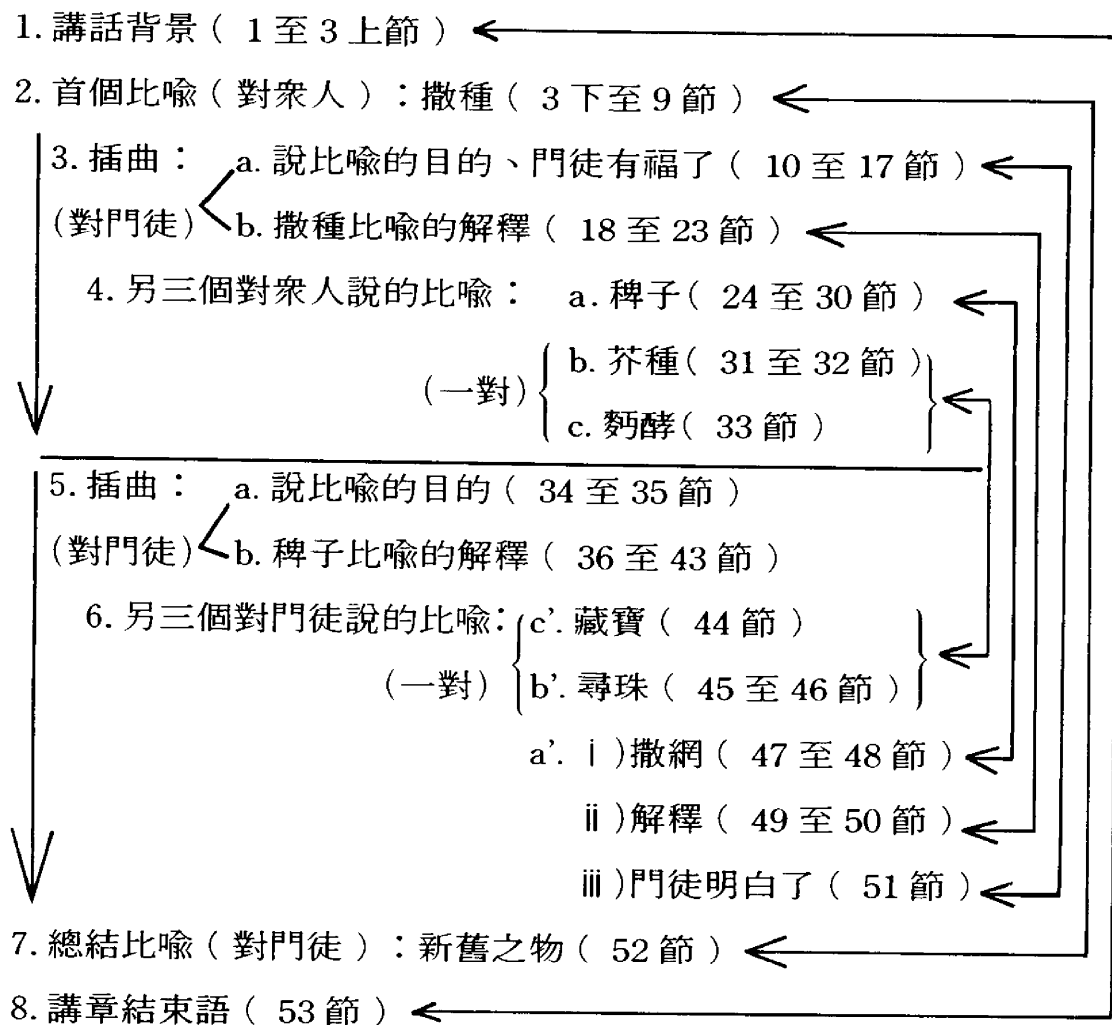 1. 講話背景（ 1 至 3 上節 ）
2. 首個比喻（ 對衆人 ）：撒種（ 3 下至 9 節 ）
3. 插曲： a. 說比喻的目的、門徒有福了（ 10 至 17 節 ）
(對門徒) b. 撒種比喻的解釋（ 18 至 23 節 ）
4. 另三個對衆人說的比喻： a. 稗子（ 24 至 30 節 ）
(一對) b. 芥種（ 31 至 32 節 ）
c. 麪酵（ 33 節 ）
5. 插曲： a. 說比喻的目的（ 34 至 35 節 ）
(對門徒) b. 稗子比喻的解釋（ 36 至 43 節 ）
6. 另三個對門徒說的比喻： c’. 藏寶（ 44 節 ）
(一對) b’. 尋珠（ 45 至 46 節 ）
a’. ⅰ)撒網（ 47 至 48 節 ）
ⅱ)解釋（ 49 至 50 節 ）
ⅲ)門徒明白了（ 51 節 ）
7. 總結比喻（ 對門徒 ）：新舊之物（ 52 節 ）
8. 講章結束語（ 53 節 ）